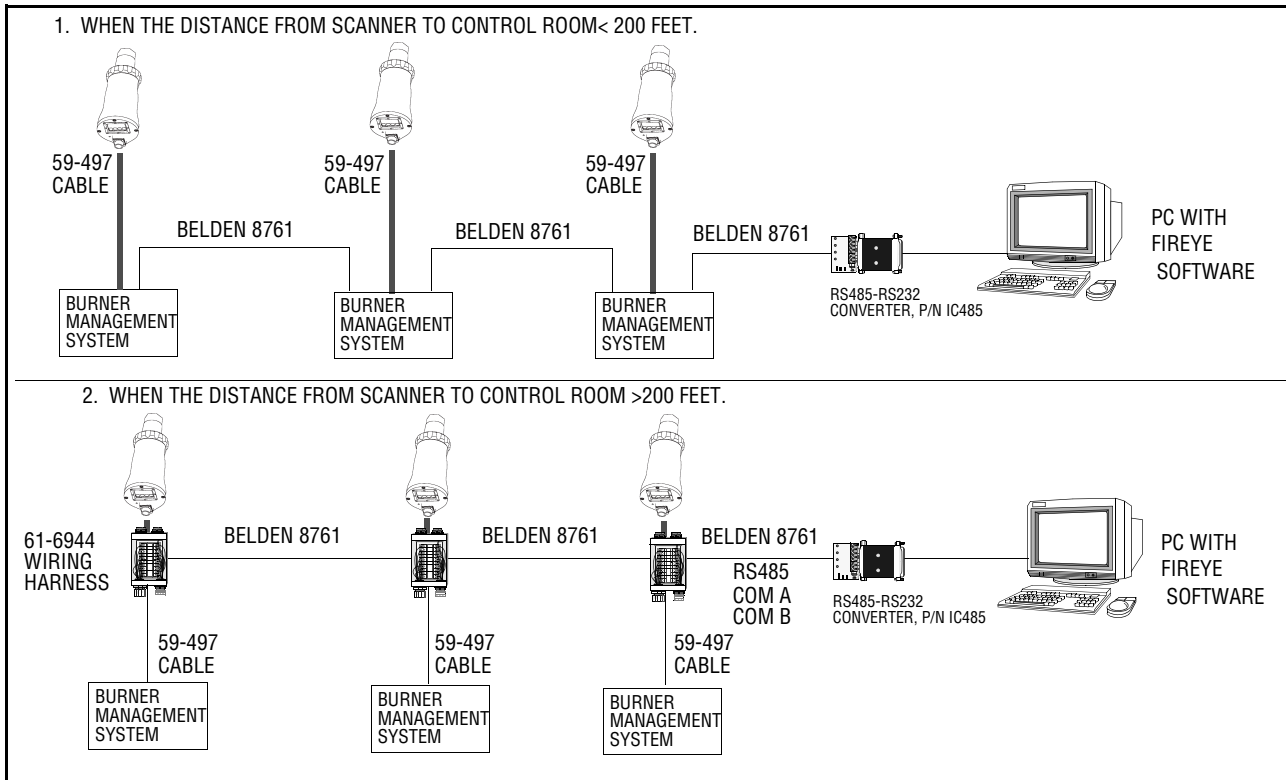 1. WHEN THE DISTANCE FROM SCANNER TO CONTROL ROOM< 200 FEET.
59-497
CABLE
59-497
CABLE
59-497
CABLE
BELDEN 8761
BELDEN 8761
BELDEN 8761
PC WITH
FIREYE
SOFTWARE
RS485-RS232
CONVERTER, P/N IC485
BURNER
MANAGEMENT
SYSTEM
BURNER
MANAGEMENT
SYSTEM
BURNER
MANAGEMENT
SYSTEM
2. WHEN THE DISTANCE FROM SCANNER TO CONTROL ROOM >200 FEET.
61-6944
WIRING
HARNESS
BELDEN 8761
BELDEN 8761
BELDEN 8761
RS485
COM A
COM B
RS485-RS232
CONVERTER, P/N IC485
PC WITH
FIREYE
SOFTWARE
59-497
CABLE
59-497
CABLE
59-497
CABLE
BURNER
MANAGEMENT
SYSTEM
BURNER
MANAGEMENT
SYSTEM
BURNER
MANAGEMENT
SYSTEM